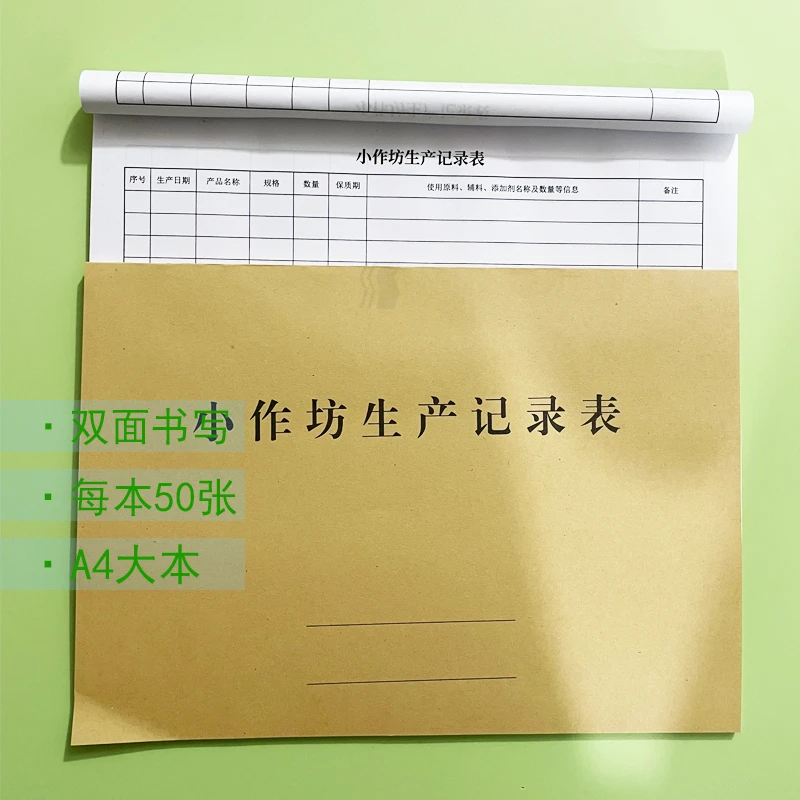 小作坊生产记录表
序号 生产日期 产品名称 规格 数量 保质期 使用原料、辅料、添加剂名称及数量等信息 备注
小作坊生产记录表
· 双面书写
· 每本50张
· A4大本